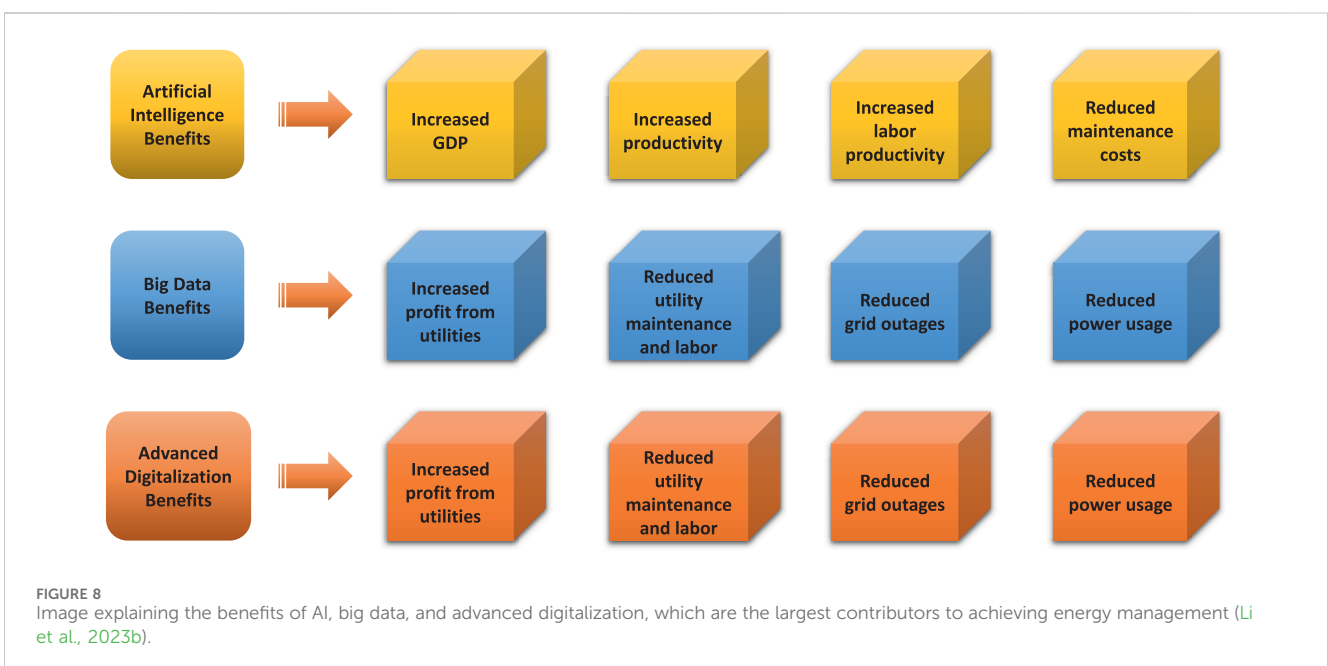 Artificial
Intelligence
Benefits
Increased
GDP
Increased
productivity
Increased
labor
productivity
Reduced
maintenance
costs
Big Data
Benefits
Increased
profit from
utilities
Reduced
utility
maintenance
and labor
Reduced
grid outages
Reduced
power usage
Advanced
Digitalization
Benefits
Increased
profit from
utilities
Reduced
utility
maintenance
and labor
Reduced
grid outages
Reduced
power usage
FIGURE 8
Image explaining the benefits of AI, big data, and advanced digitalization, which are the largest contributors to achieving energy management (Li
et al., 2023b).